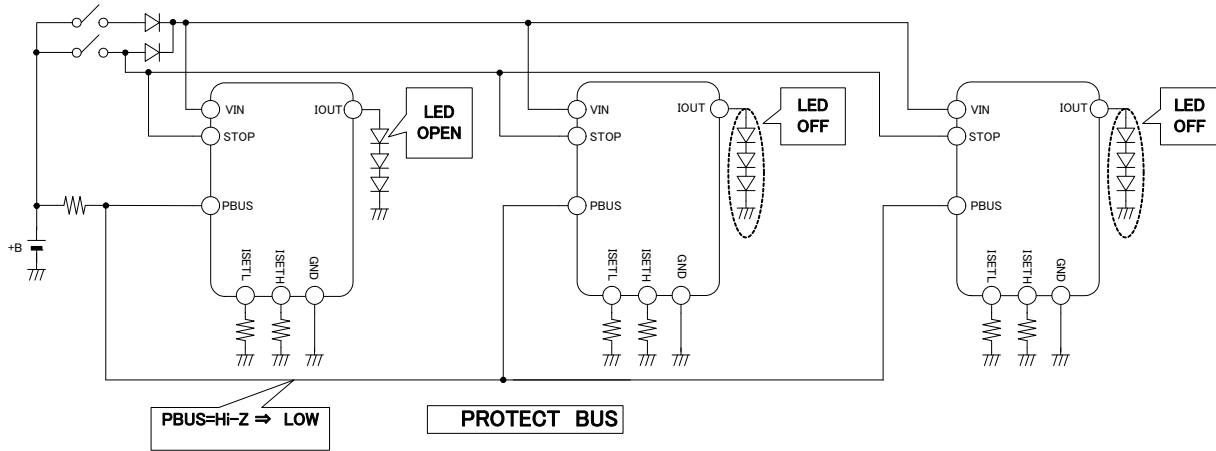 VIN
IOUT
STOP
PBUS
ISETL
ISETH
GND
LED
OPEN
VIN
IOUT
STOP
PBUS
ISETL
ISETH
GND
LED
OFF
VIN
IOUT
STOP
PBUS
ISETL
ISETH
GND
LED
OFF
+B
PBUS=Hi-Z ⇒ LOW
PROTECT BUS